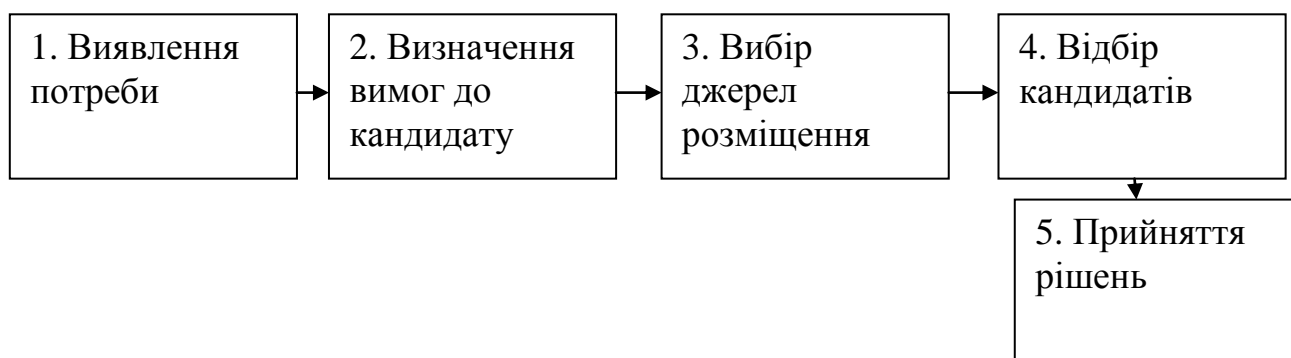 1. Виявлення
потреби
2. Визначення
вимог до
кандидату
3. Вибір
джерел
розміщення
4. Відбір
кандидатів
5. Прийняття
рішень